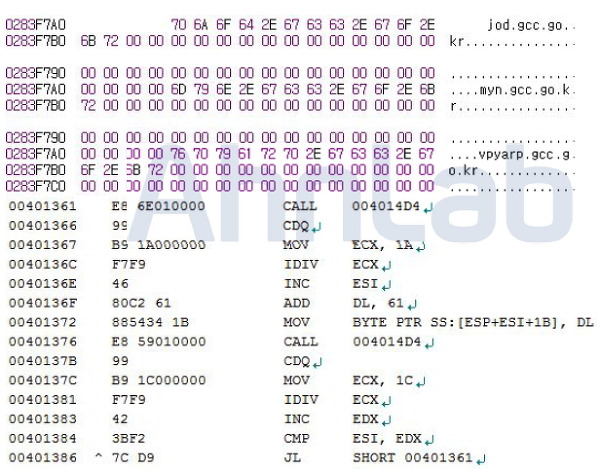 0283F7A0 70 6A 6F 64 2E 67 63 63 2E 67 6F 2E jod.gcc.go.
0283F7B0 6B 72 00 00 00 00 00 00 00 00 00 00 00 00 00 00 kr..............
0283F790 00 00 00 00 00 00 00 00 00 00 00 00 00 00 00 00 ................
0283F7A0 00 00 00 00 6D 79 6E 2E 67 63 63 2E 67 6F 2E 6B ....myn.gcc.go.k
0283F7B0 72 00 00 00 00 00 00 00 00 00 00 00 00 00 00 00 r...............
0283F790 00 00 00 00 00 00 00 00 00 00 00 00 00 00 00 00 ................
0283F7A0 00 00 00 00 76 70 79 61 72 70 2E 67 63 63 2E 67 ....vpyarp.gcc.g
0283F7B0 6F 2E 6B 72 00 00 00 00 00 00 00 00 00 00 00 00 o.kr............
0283F7C0 00 00 00 00 00 00 00 00 00 00 00 00 00 00 00 00 ................
AhnLab
00401361 E8 6E010000 CALL 004014D4
00401366 99 CDQ
00401367 B9 1A000000 MOV ECX, 1A
0040136C F7F9 IDIV ECX
0040136E 46 INC ESI
0040136F 80C2 61 ADD DL, 61
00401372 885434 1B MOV BYTE PTR SS:[ESP+ESI+1B], DL
00401376 E8 59010000 CALL 004014D4
0040137B 99 CDQ
0040137C B9 1C000000 MOV ECX, 1C
00401381 F7F9 IDIV ECX
00401383 42 INC EDX
00401384 3BF2 CMP ESI, EDX
00401386 ^ 7C D9 JL SHORT 00401361